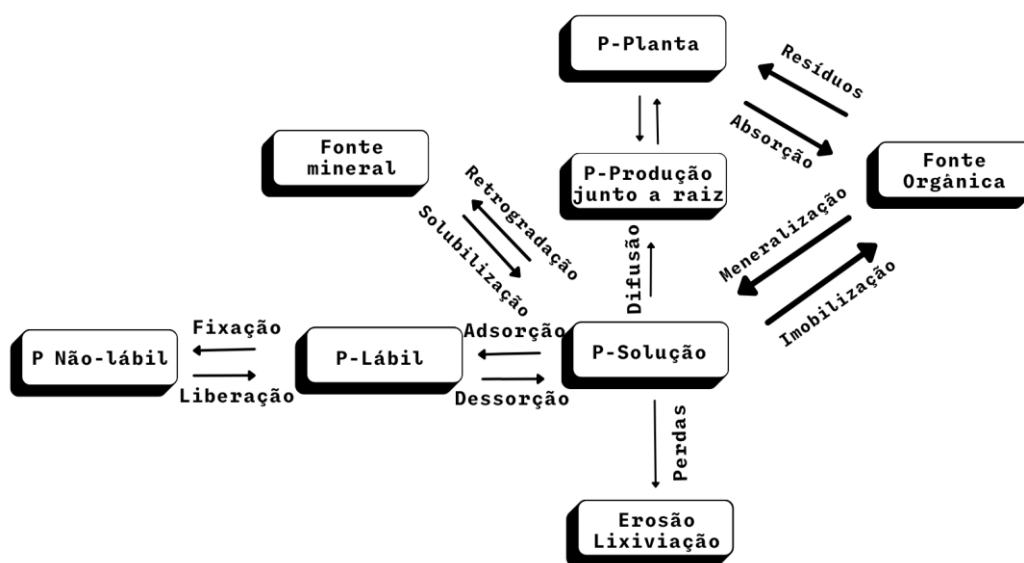 P-Planta
Resíduos
Absorção
Fonte
mineral
P-Produção
junto a raiz
Fonte
Orgânica
Retrogradação
Solubilização
Difusão
Meneralização
Imobilização
Fixação
P Não-lábil
Liberação
P-Lábil
Adsorção
Dessorção
P-Solução
Perdas
Erosão
Lixiviação